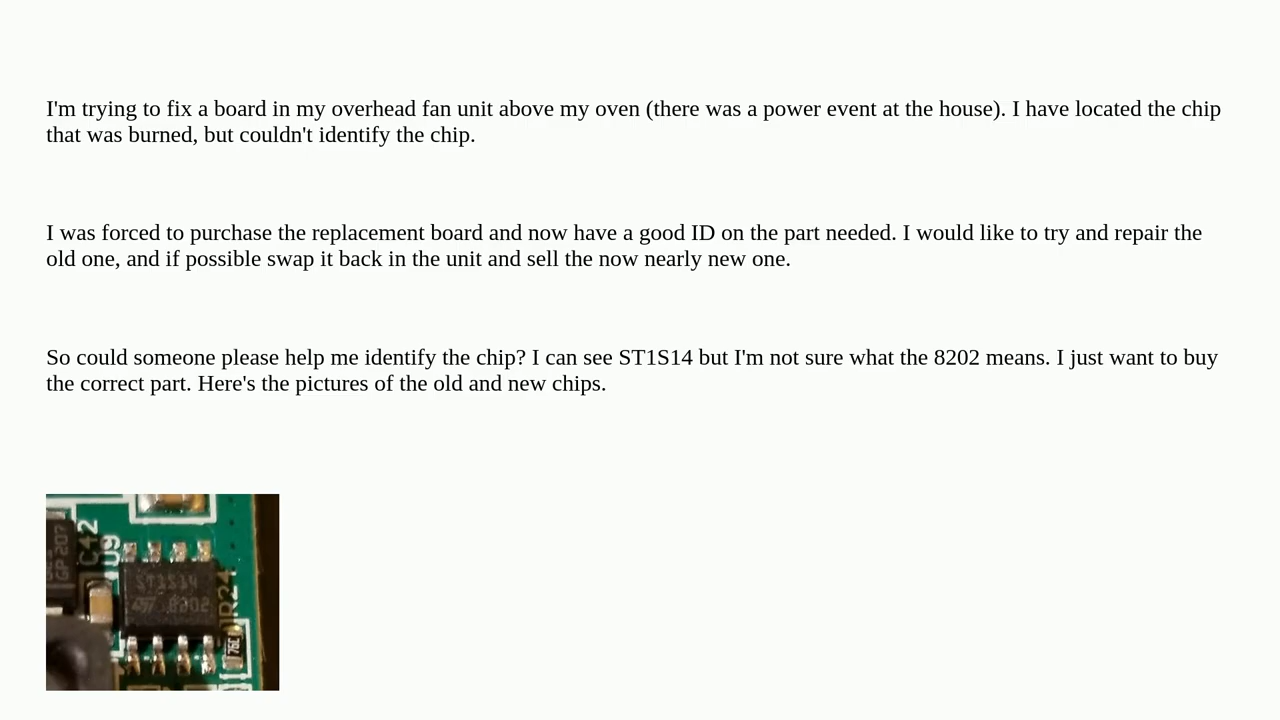 I'm trying to fix a board in my overhead fan unit above my oven (there was a power event at the house). I have located the chip
that was burned, but couldn't identify the chip.
I was forced to purchase the replacement board and now have a good ID on the part needed. I would like to try and repair the
old one, and if possible swap it back in the unit and sell the now nearly new one.
So could someone please help me identify the chip? I can see ST1S14 but I'm not sure what the 8202 means. I just want to buy
the correct part. Here's the pictures of the old and new chips.
C42
U9
GP 207
ST1S14
8202
R24